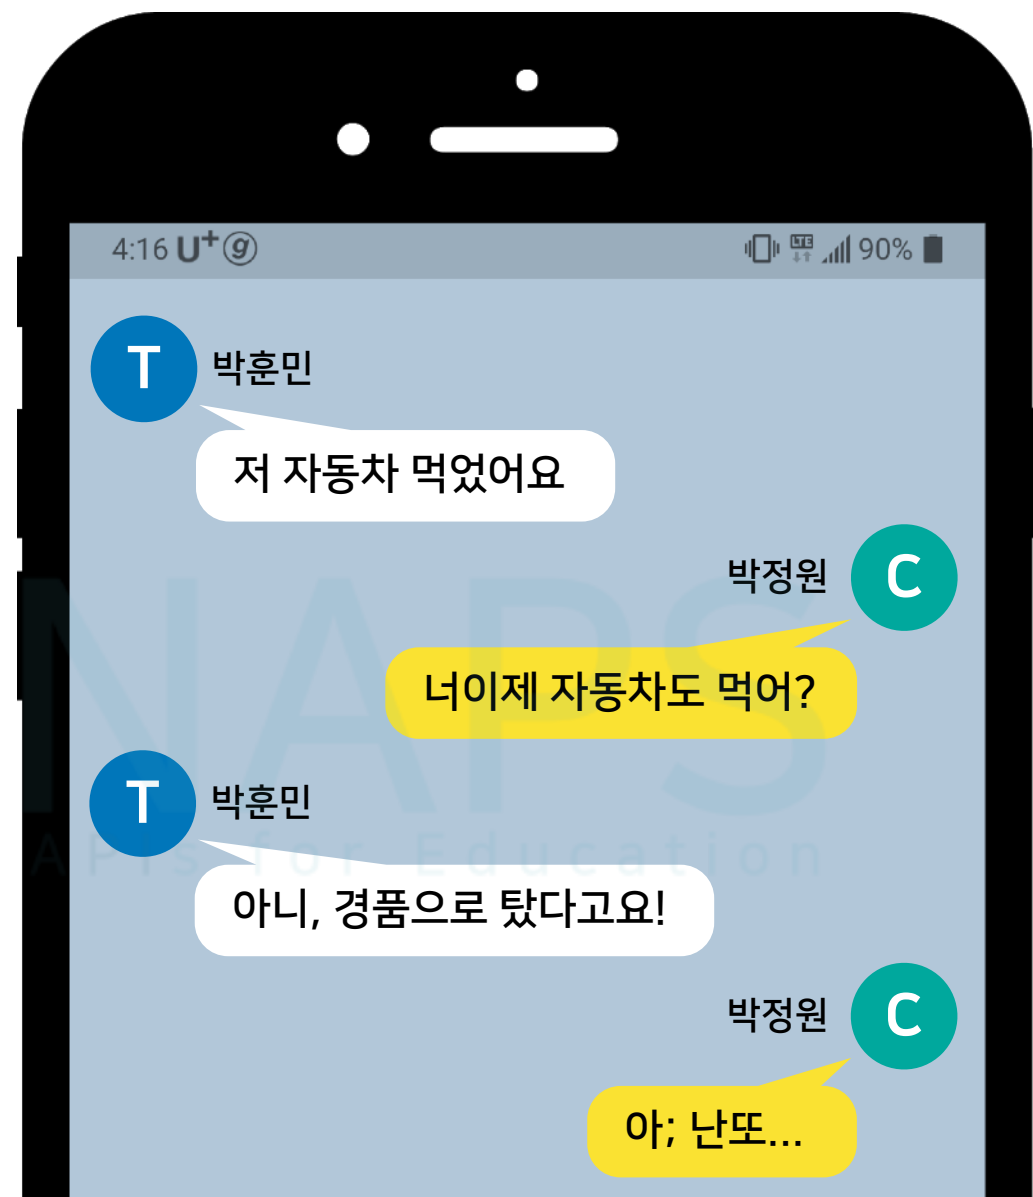 4:16 U+ g LTE 90%
T 박훈민
저 자동차 먹었어요
박정원 C
너이제 자동차도 먹어?
T 박훈민
아니, 경품으로 탔다고요!
박정원 C
아; 난또...
NAPS
APIs for Education